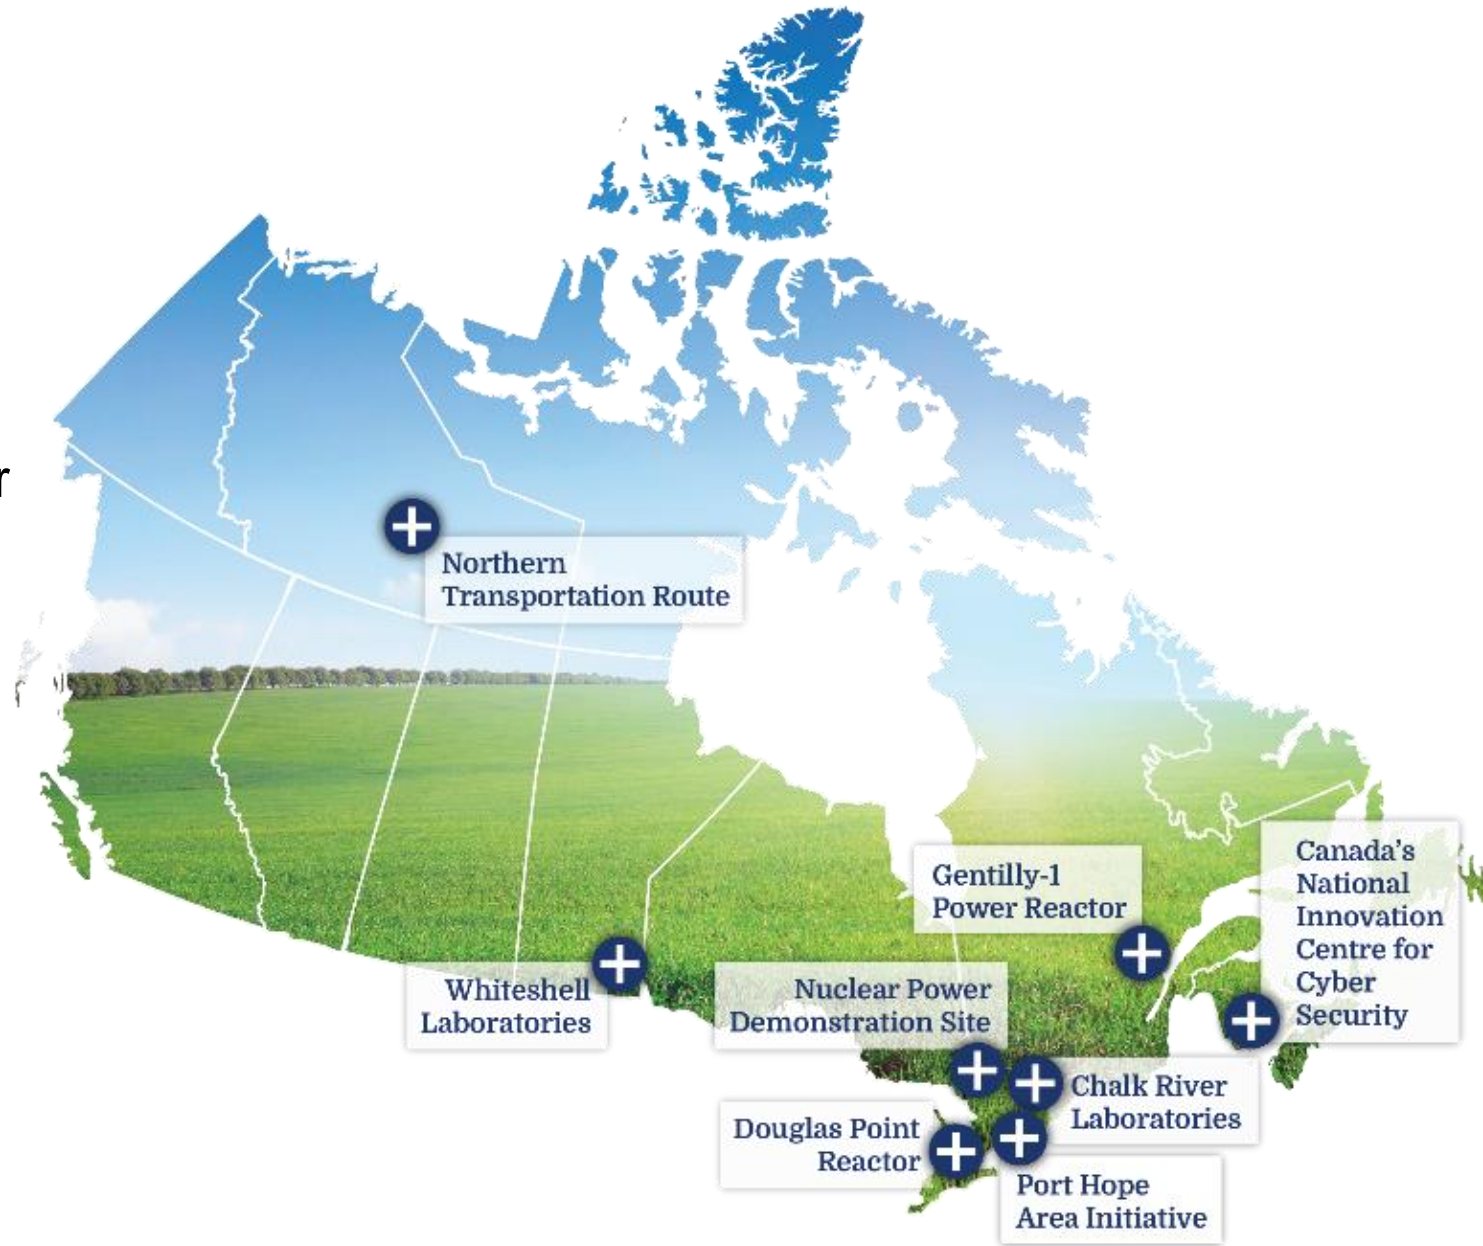 r
Northern
Transportation Route
Canada's
National
Innovation
Centre for
Cyber
Security
Gentilly-1
Power Reactor
Whiteshell
Laboratories
Nuclear Power
Demonstration Site
Chalk River
Laboratories
Douglas Point
Reactor
Port Hope
Area Initiative